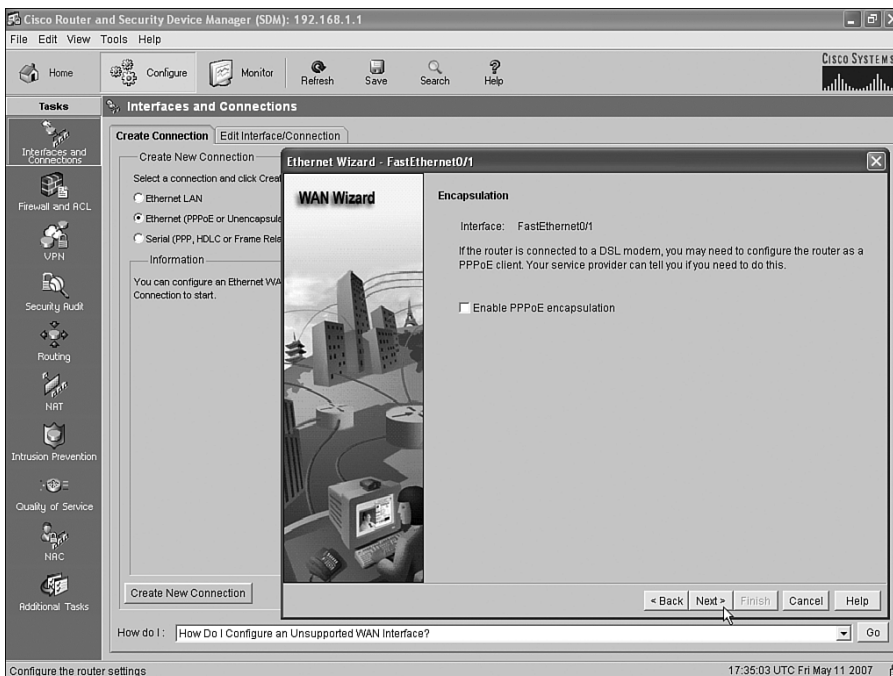 Cisco Router and Security Device Manager (SDM): 192.168.1.1
File Edit View Tools Help
Home
Configure
Monitor
Refresh
Save
Search
Help
CISCO SYSTEMS
Tasks
Interfaces and Connections
Interfaces and Connections
Firewall and ACL
VPN
Security Audit
Routing
NAT
Intrusion Prevention
Quality of Service
NAC
Additional Tasks
Create Connection
Edit Interface/Connection
Create New Connection
Select a connection and click Crea
Ethernet LAN
Ethernet (PPPoE or Unencapsula
Serial (PPP, HDLC or Frame Rela
Information
You can configure an Ethernet WA
Connection to start.
Create New Connection
Ethernet Wizard - FastEthernet0/1
WAN Wizard
Encapsulation
Interface: FastEthernet0/1
If the router is connected to a DSL modem, you may need to configure the router as a
PPPoE client. Your service provider can tell you if you need to do this.
Enable PPPoE encapsulation
< Back
Next >
Finish
Cancel
Help
How do I:
How Do I Configure an Unsupported WAN Interface?
Go
Configure the router settings
17:35:03 UTC Fri May 11 2007